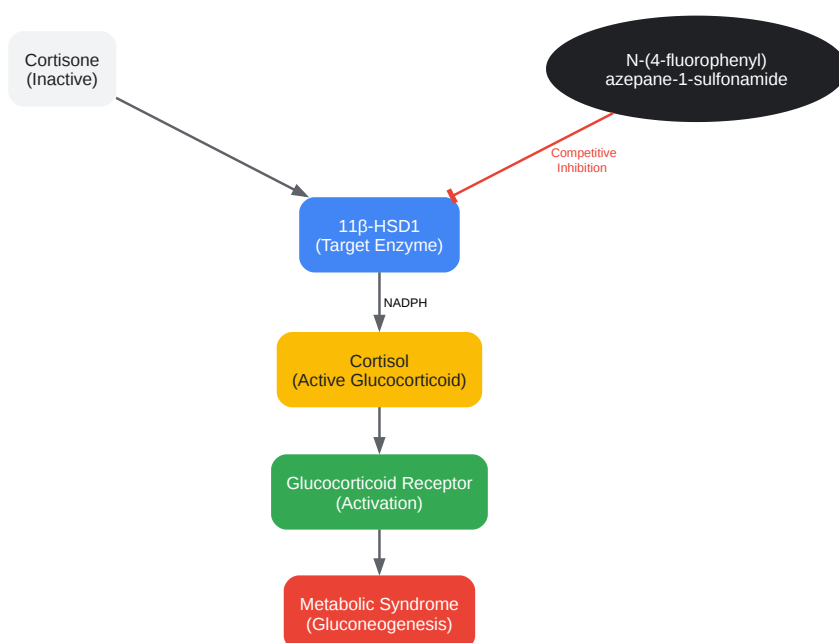 Cortisone
(Inactive)
N-(4-fluorophenyl)
azepane-1-sulfonamide
Competitive
Inhibition
11β-HSD1
(Target Enzyme)
NADPH
Cortisol
(Active Glucocorticoid)
Glucocorticoid Receptor
(Activation)
Metabolic Syndrome
(Gluconeogenesis)